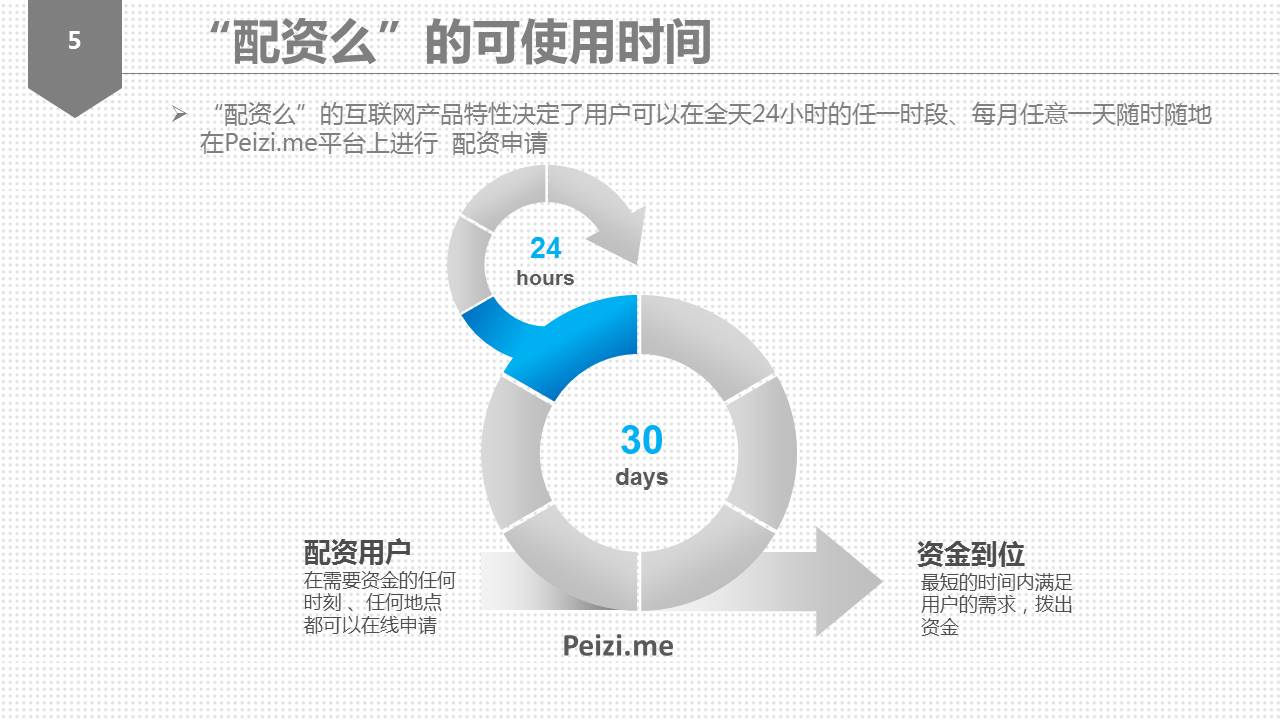 5
“配资么”的可使用时间
“配资么”的互联网产品特性决定了用户可以在全天24小时的任一时段、每月任意一天随时随地
在Peizi.me平台上进行 配资申请
24
hours
30
days
配资用户
在需要资金的任何
时刻、任何地点
都可以在线申请
资金到位
最短的时间内满足
用户的需求，拨出
资金
Peizi.me